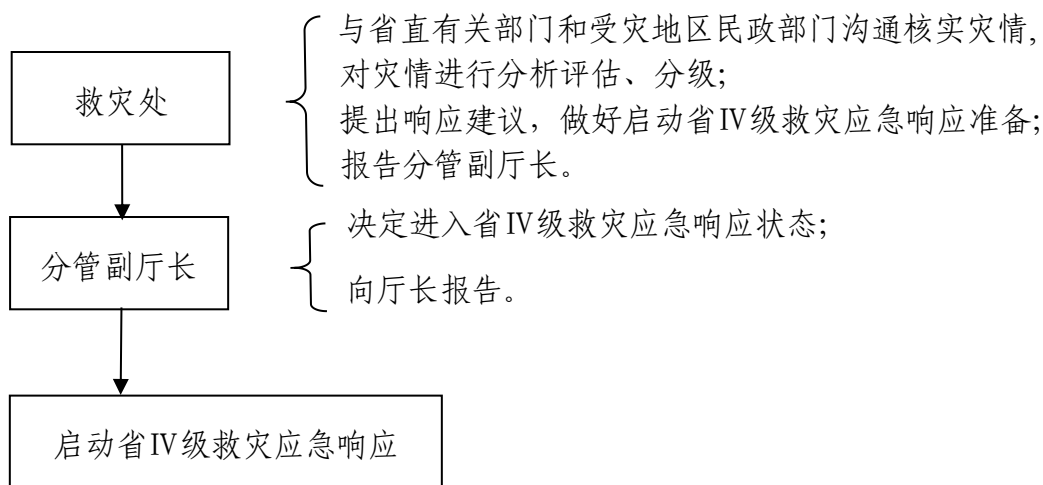 救灾处
与省直有关部门和受灾地区民政部门沟通核实灾情,
对灾情进行分析评估、分级;
提出响应建议，做好启动省Ⅳ级救灾应急响应准备;
报告分管副厅长。
分管副厅长
决定进入省Ⅳ级救灾应急响应状态;
向厅长报告。
启动省Ⅳ级救灾应急响应